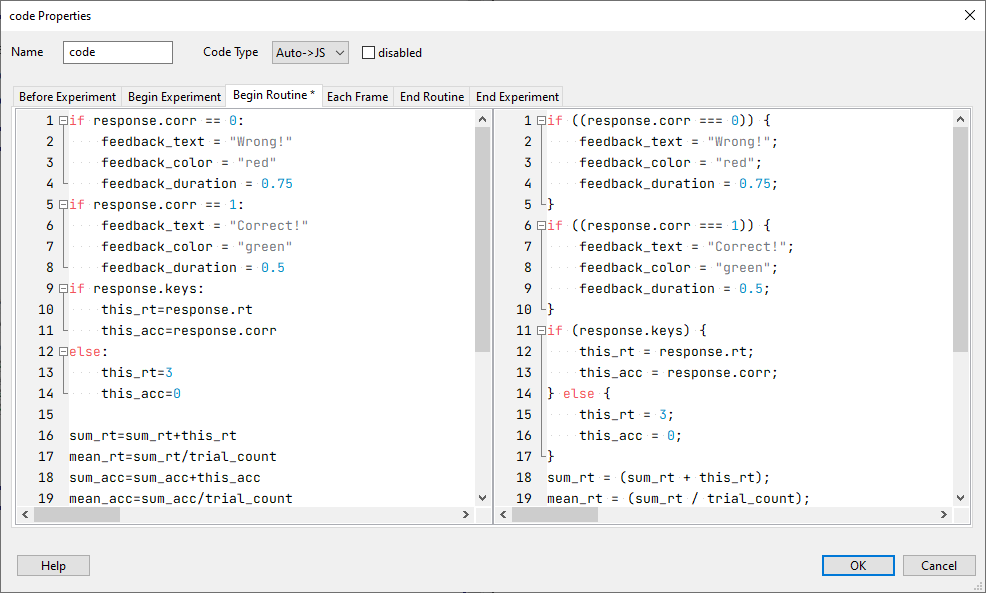 code Properties
Name code Code Type Auto->JS disabled
Before Experiment Begin Experiment Begin Routine * Each Frame End Routine End Experiment
1 if response.corr == 0:
2 feedback_text = "Wrong!"
3 feedback_color = "red"
4 feedback_duration = 0.75
5 if response.corr == 1:
6 feedback_text = "Correct!"
7 feedback_color = "green"
8 feedback_duration = 0.5
9 if response.keys:
10 this_rt=response.rt
11 this_acc=response.corr
12 else:
13 this_rt=3
14 this_acc=0
15
16 sum_rt=sum_rt+this_rt
17 mean_rt=sum_rt/trial_count
18 sum_acc=sum_acc+this_acc
19 mean_acc=sum_acc/trial_count
1 if ((response.corr === 0)) {
2 feedback_text = "Wrong!";
3 feedback_color = "red";
4 feedback_duration = 0.75;
5 }
6 if ((response.corr === 1)) {
7 feedback_text = "Correct!";
8 feedback_color = "green";
9 feedback_duration = 0.5;
10 }
11 if (response.keys) {
12 this_rt = response.rt;
13 this_acc = response.corr;
14 } else {
15 this_rt = 3;
16 this_acc = 0;
17 }
18 sum_rt = (sum_rt + this_rt);
19 mean_rt = (sum_rt / trial_count);
Help OK Cancel